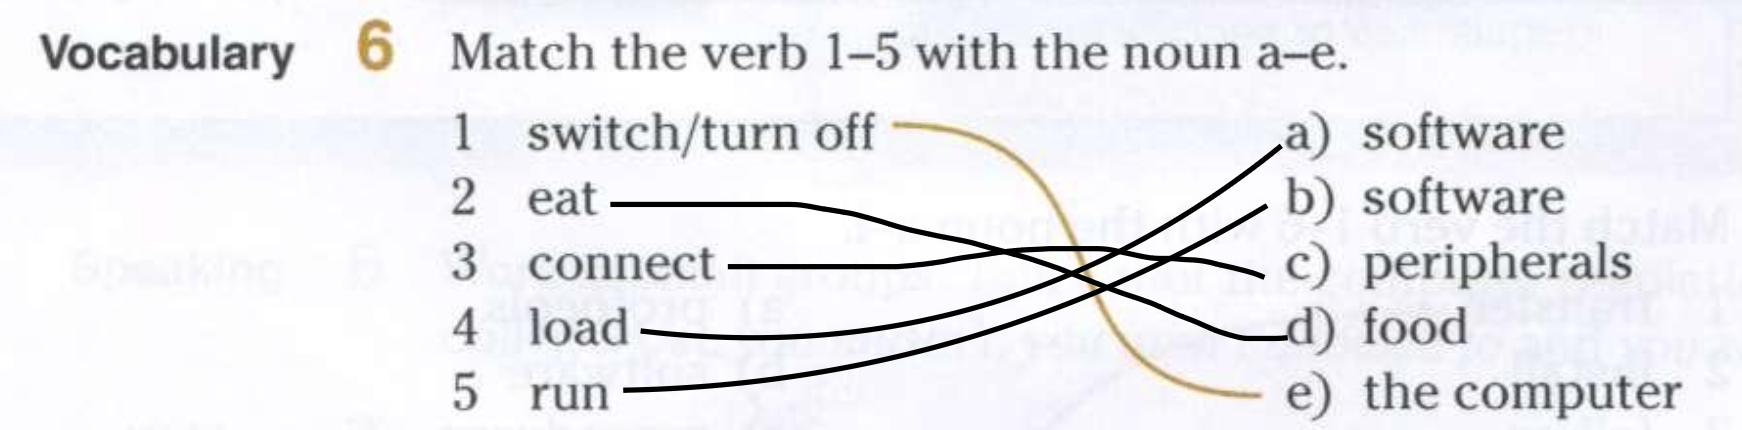 Vocabulary 6 Match the verb 1–5 with the noun a–e.
1 switch/turn off a) software
2 eat b) software
3 connect c) peripherals
4 load d) food
5 run e) the computer